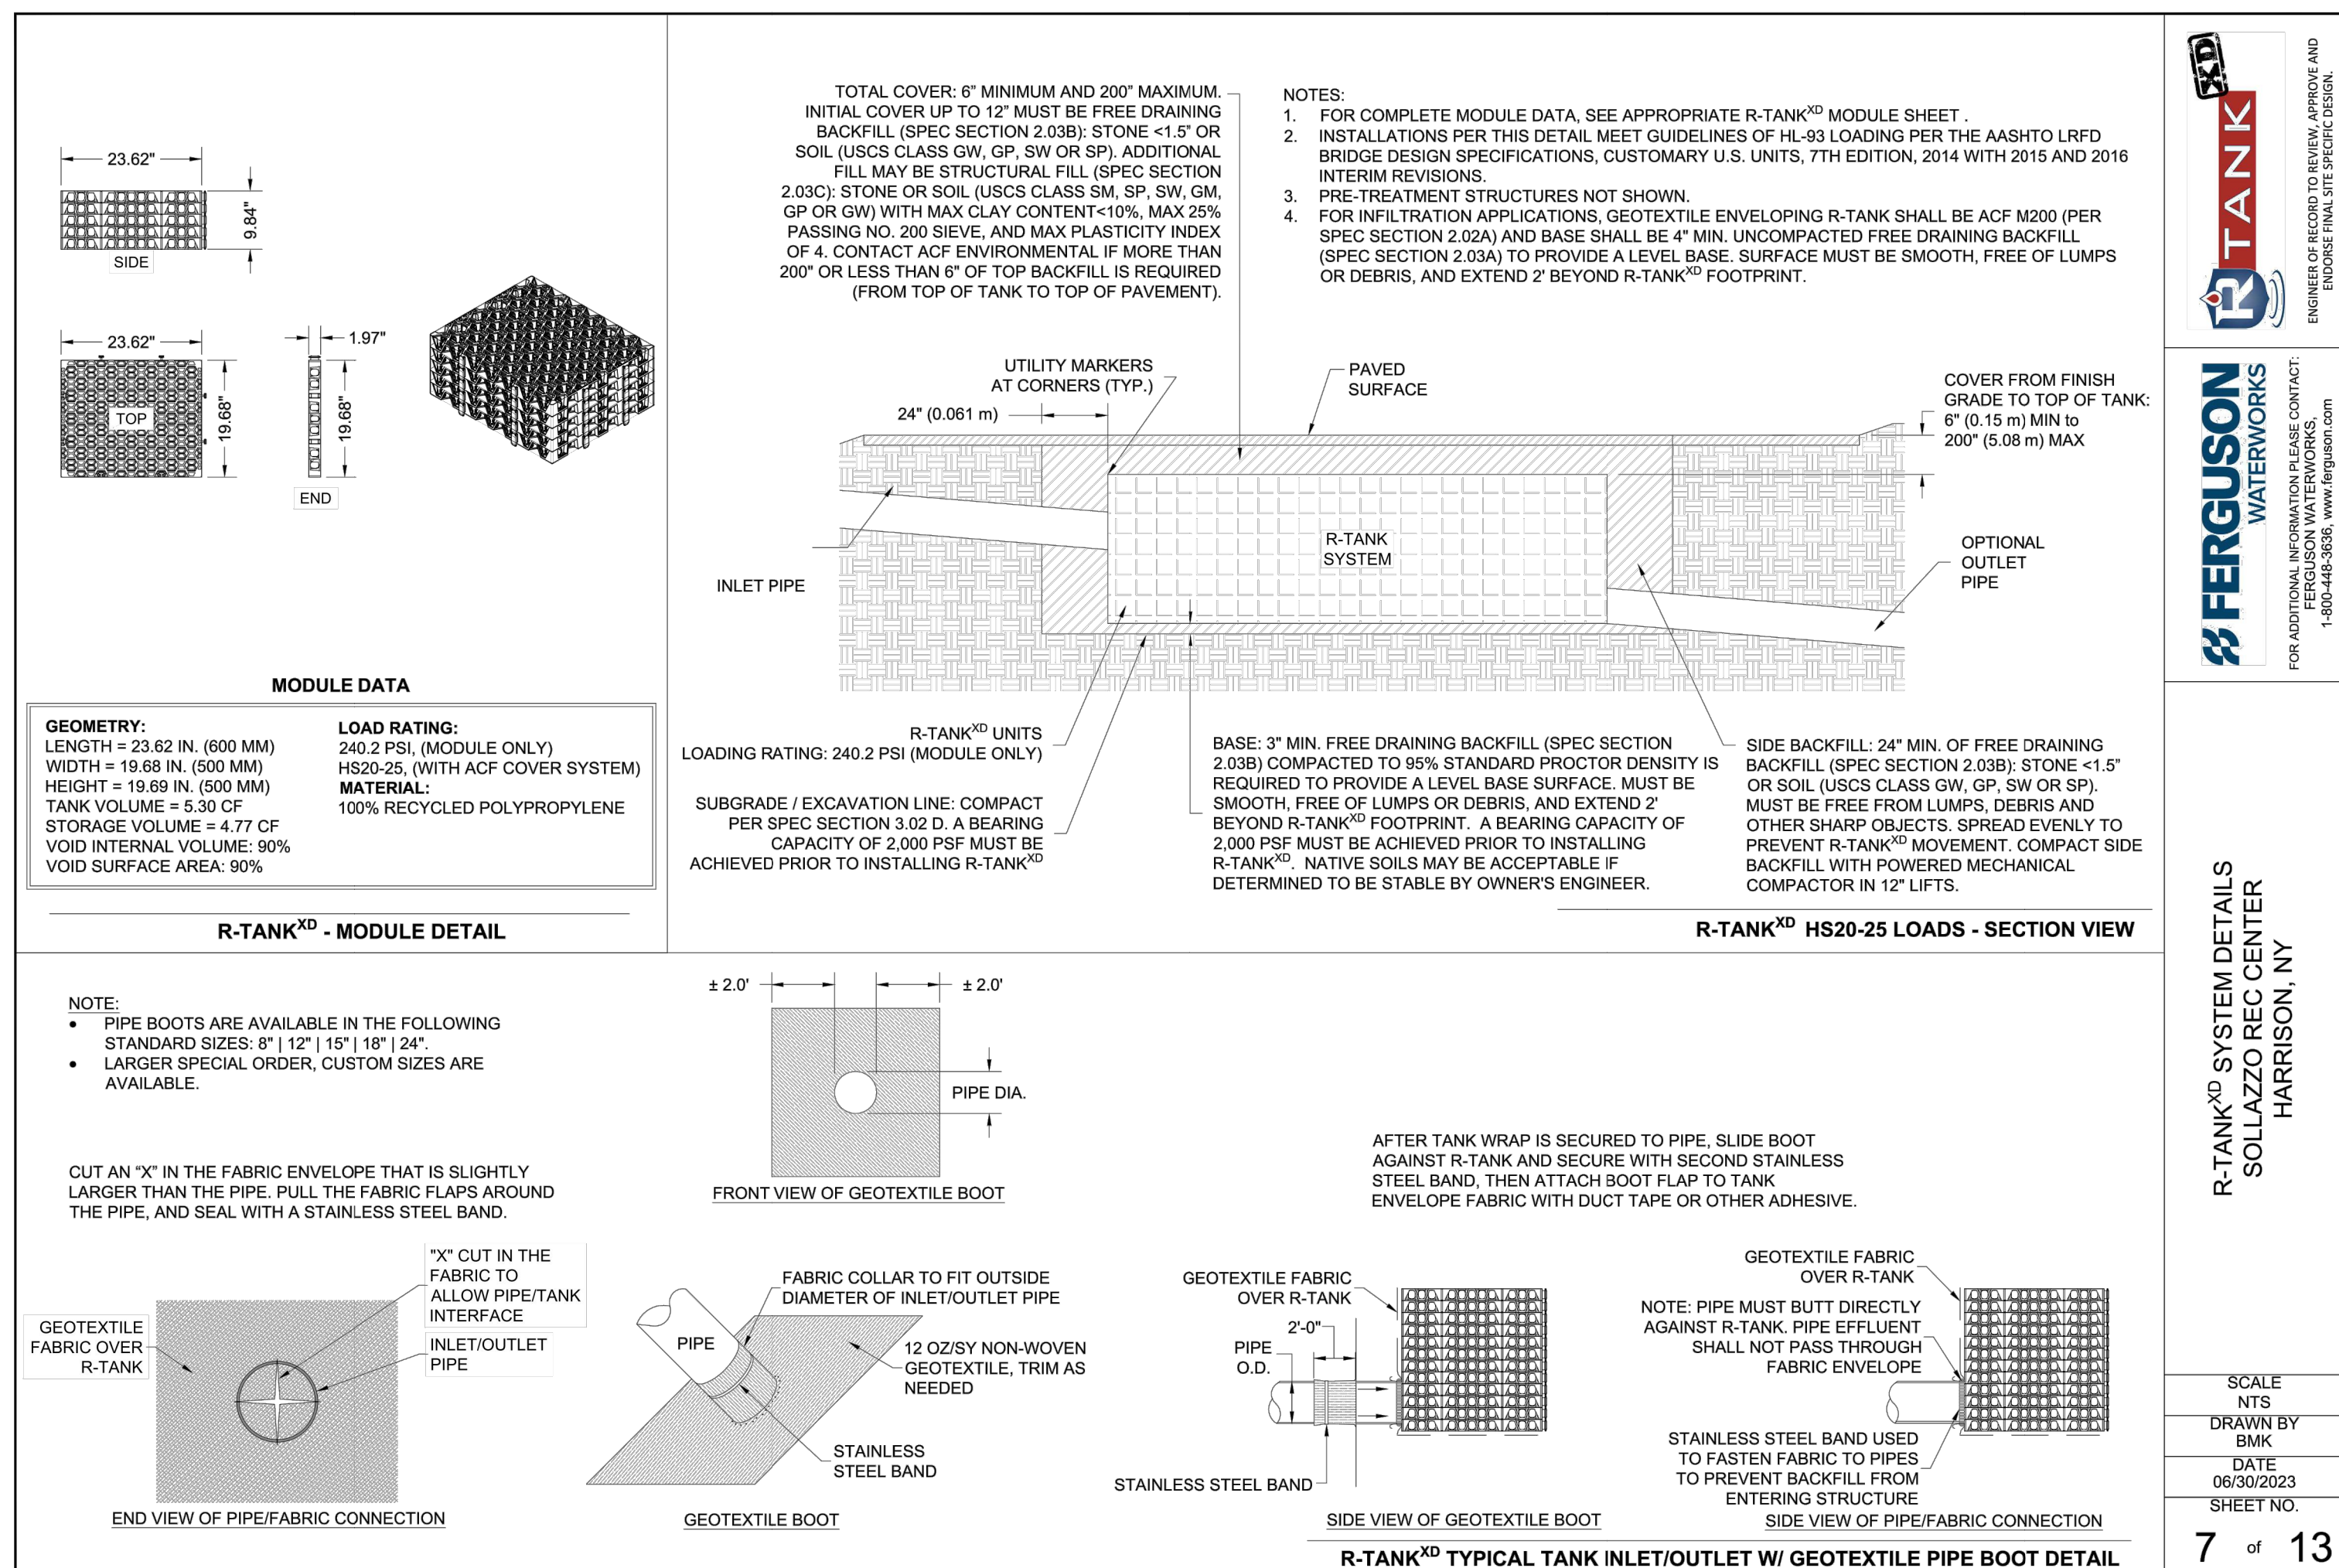 23.62"
9.84"
SIDE
23.62"
TOP
19.68"
1.97"
19.68"
END
MODULE DATA
GEOMETRY:
LENGTH = 23.62 IN. (600 MM)
WIDTH = 19.68 IN. (500 MM)
HEIGHT = 19.69 IN. (500 MM)
TANK VOLUME = 5.30 CF
STORAGE VOLUME = 4.77 CF
VOID INTERNAL VOLUME: 90%
VOID SURFACE AREA: 90%
LOAD RATING:
240.2 PSI, (MODULE ONLY)
HS20-25, (WITH ACF COVER SYSTEM)
MATERIAL:
100% RECYCLED POLYPROPYLENE
R-TANK^XD - MODULE DETAIL
TOTAL COVER: 6" MINIMUM AND 200" MAXIMUM.
INITIAL COVER UP TO 12" MUST BE FREE DRAINING
BACKFILL (SPEC SECTION 2.03B): STONE <1.5" OR
SOIL (USCS CLASS GW, GP, SW OR SP). ADDITIONAL
FILL MAY BE STRUCTURAL FILL (SPEC SECTION
2.03C): STONE OR SOIL (USCS CLASS SM, SP, SW, GM,
GP OR GW) WITH MAX CLAY CONTENT<10%, MAX 25%
PASSING NO. 200 SIEVE, AND MAX PLASTICITY INDEX
OF 4. CONTACT ACF ENVIRONMENTAL IF MORE THAN
200" OR LESS THAN 6" OF TOP BACKFILL IS REQUIRED
(FROM TOP OF TANK TO TOP OF PAVEMENT).
NOTES:
1. FOR COMPLETE MODULE DATA, SEE APPROPRIATE R-TANK^XD MODULE SHEET .
2. INSTALLATIONS PER THIS DETAIL MEET GUIDELINES OF HL-93 LOADING PER THE AASHTO LRFD
BRIDGE DESIGN SPECIFICATIONS, CUSTOMARY U.S. UNITS, 7TH EDITION, 2014 WITH 2015 AND 2016
INTERIM REVISIONS.
3. PRE-TREATMENT STRUCTURES NOT SHOWN.
4. FOR INFILTRATION APPLICATIONS, GEOTEXTILE ENVELOPING R-TANK SHALL BE ACF M200 (PER
SPEC SECTION 2.02A) AND BASE SHALL BE 4" MIN. UNCOMPACTED FREE DRAINING BACKFILL
(SPEC SECTION 2.03A) TO PROVIDE A LEVEL BASE. SURFACE MUST BE SMOOTH, FREE OF LUMPS
OR DEBRIS, AND EXTEND 2' BEYOND R-TANK^XD FOOTPRINT.
UTILITY MARKERS
AT CORNERS (TYP.)
24" (0.061 m)
PAVED
SURFACE
COVER FROM FINISH
GRADE TO TOP OF TANK:
6" (0.15 m) MIN to
200" (5.08 m) MAX
R-TANK
SYSTEM
INLET PIPE
OPTIONAL
OUTLET
PIPE
R-TANK^XD UNITS
LOADING RATING: 240.2 PSI (MODULE ONLY)
SUBGRADE / EXCAVATION LINE: COMPACT
PER SPEC SECTION 3.02 D. A BEARING
CAPACITY OF 2,000 PSF MUST BE
ACHIEVED PRIOR TO INSTALLING R-TANK^XD
BASE: 3" MIN. FREE DRAINING BACKFILL (SPEC SECTION
2.03B) COMPACTED TO 95% STANDARD PROCTOR DENSITY IS
REQUIRED TO PROVIDE A LEVEL BASE SURFACE. MUST BE
SMOOTH, FREE OF LUMPS OR DEBRIS, AND EXTEND 2'
BEYOND R-TANK^XD FOOTPRINT. A BEARING CAPACITY OF
2,000 PSF MUST BE ACHIEVED PRIOR TO INSTALLING
R-TANK^XD. NATIVE SOILS MAY BE ACCEPTABLE IF
DETERMINED TO BE STABLE BY OWNER'S ENGINEER.
SIDE BACKFILL: 24" MIN. OF FREE DRAINING
BACKFILL (SPEC SECTION 2.03B): STONE <1.5"
OR SOIL (USCS CLASS GW, GP, SW OR SP).
MUST BE FREE FROM LUMPS, DEBRIS AND
OTHER SHARP OBJECTS. SPREAD EVENLY TO
PREVENT R-TANK^XD MOVEMENT. COMPACT SIDE
BACKFILL WITH POWERED MECHANICAL
COMPACTOR IN 12" LIFTS.
R-TANK^XD HS20-25 LOADS - SECTION VIEW
NOTE:
• PIPE BOOTS ARE AVAILABLE IN THE FOLLOWING
STANDARD SIZES: 8" | 12" | 15" | 18" | 24".
• LARGER SPECIAL ORDER, CUSTOM SIZES ARE
AVAILABLE.
± 2.0'
± 2.0'
PIPE DIA.
FRONT VIEW OF GEOTEXTILE BOOT
CUT AN "X" IN THE FABRIC ENVELOPE THAT IS SLIGHTLY
LARGER THAN THE PIPE. PULL THE FABRIC FLAPS AROUND
THE PIPE, AND SEAL WITH A STAINLESS STEEL BAND.
"X" CUT IN THE
FABRIC TO
ALLOW PIPE/TANK
INTERFACE
GEOTEXTILE
FABRIC OVER
R-TANK
INLET/OUTLET
PIPE
END VIEW OF PIPE/FABRIC CONNECTION
FABRIC COLLAR TO FIT OUTSIDE
DIAMETER OF INLET/OUTLET PIPE
PIPE
12 OZ/SY NON-WOVEN
GEOTEXTILE, TRIM AS
NEEDED
STAINLESS
STEEL BAND
GEOTEXTILE BOOT
AFTER TANK WRAP IS SECURED TO PIPE, SLIDE BOOT
AGAINST R-TANK AND SECURE WITH SECOND STAINLESS
STEEL BAND, THEN ATTACH BOOT FLAP TO TANK
ENVELOPE FABRIC WITH DUCT TAPE OR OTHER ADHESIVE.
GEOTEXTILE FABRIC
OVER R-TANK
2'-0"
PIPE
O.D.
STAINLESS STEEL BAND
SIDE VIEW OF GEOTEXTILE BOOT
GEOTEXTILE FABRIC
OVER R-TANK
NOTE: PIPE MUST BUTT DIRECTLY
AGAINST R-TANK. PIPE EFFLUENT
SHALL NOT PASS THROUGH
FABRIC ENVELOPE
STAINLESS STEEL BAND USED
TO FASTEN FABRIC TO PIPES
TO PREVENT BACKFILL FROM
ENTERING STRUCTURE
SIDE VIEW OF PIPE/FABRIC CONNECTION
R-TANK^XD TYPICAL TANK INLET/OUTLET W/ GEOTEXTILE PIPE BOOT DETAIL
R TANK XD
ENGINEER OF RECORD TO REVIEW, APPROVE AND
ENDORSE FINAL SITE SPECIFIC DESIGN.
FERGUSON
WATERWORKS
FOR ADDITIONAL INFORMATION PLEASE CONTACT:
FERGUSON WATERWORKS,
1-800-448-3636, www.ferguson.com
R-TANK^XD SYSTEM DETAILS
SOLLAZZO REC CENTER
HARRISON, NY
SCALE
NTS
DRAWN BY
BMK
DATE
06/30/2023
SHEET NO.
7 of 13